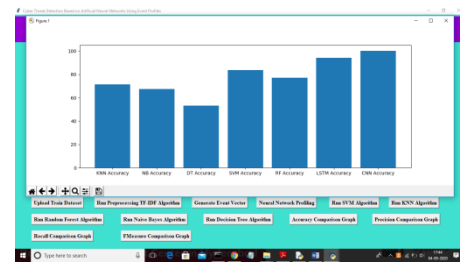 Cyber Threat Detection Based on Artificial Neural Networks Using Event Profiles
Figure 1
100
80
60
40
20
0
KNN Accuracy NB Accuracy DT Accuracy SVM Accuracy RF Accuracy LSTM Accuracy CNN Accuracy
Upload Train Dataset Run Preprocessing TF-IDF Algorithm Generate Event Vector Neural Network Profiling Run SVM Algorithm Run KNN Algorithm
Run Random Forest Algorithm Run Naive Bayes Algorithm Run Decision Tree Algorithm Accuracy Comparison Graph Precision Comparison Graph
Recall Comparison Graph FMeasure Comparison Graph
Type here to search